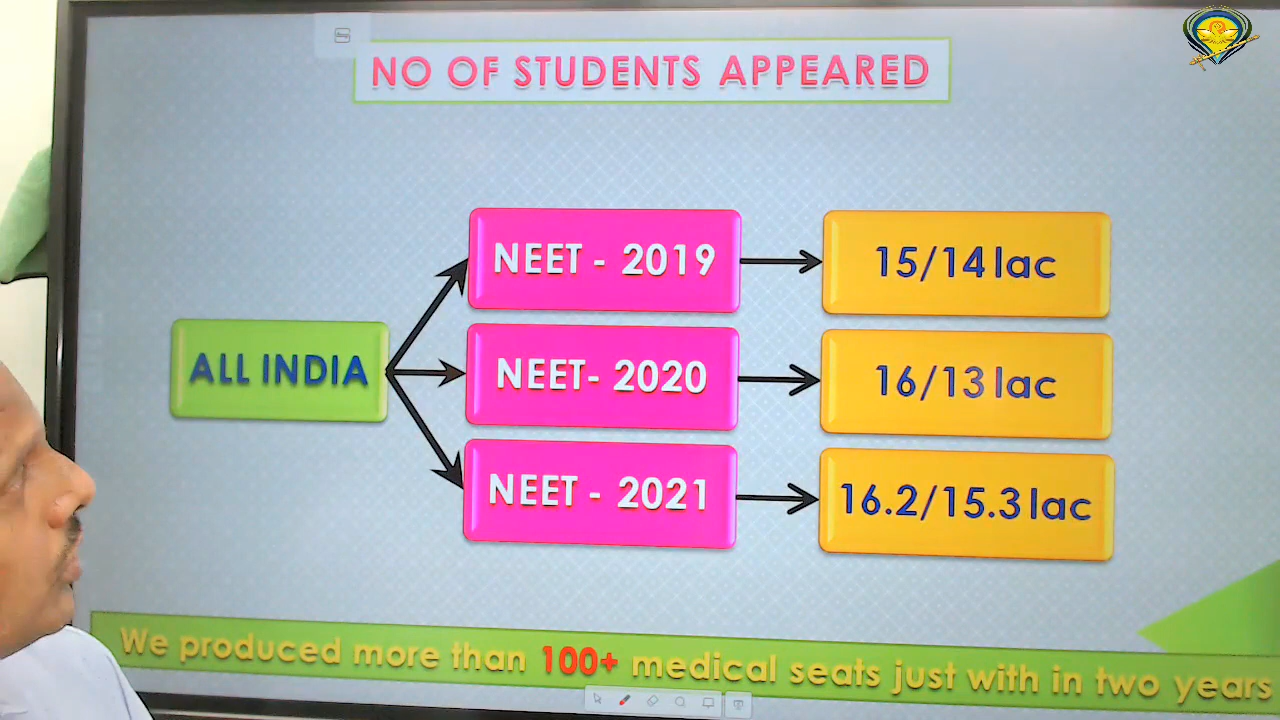 NO OF STUDENTS APPEARED
ALL INDIA
NEET - 2019
15/14 lac
NEET- 2020
16/13 lac
NEET - 2021
16.2/15.3 lac
We produced more than 100+ medical seats just with in two years